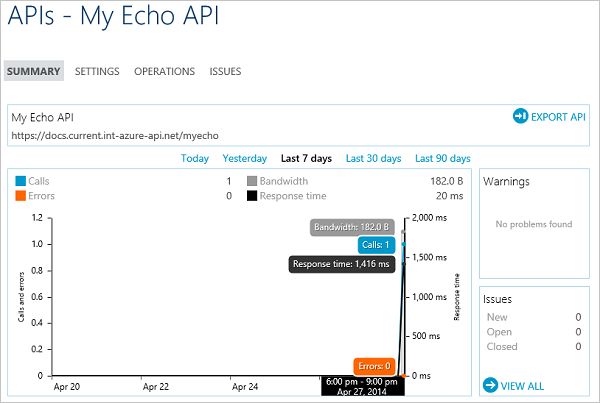 APIs - My Echo API
SUMMARY SETTINGS OPERATIONS ISSUES
My Echo API
EXPORT API
https://docs.current.int-azure-api.net/myecho
Today Yesterday Last 7 days Last 30 days Last 90 days
Calls 1 Bandwidth 182.0 B
Errors 0 Response time 20 ms
1.2
1.0
0.8
0.6
0.4
0.2
0
Calls and errors
2,000 ms
1,500 ms
1,000 ms
500 ms
0 ms
Response time
Bandwidth: 182.0 B
Calls: 1
Response time: 1,416 ms
Errors: 0
Apr 20 Apr 22 Apr 24
6:00 pm - 9:00 pm
Apr 27, 2014
Warnings
No problems found
Issues
New 0
Open 0
Closed 0
VIEW ALL